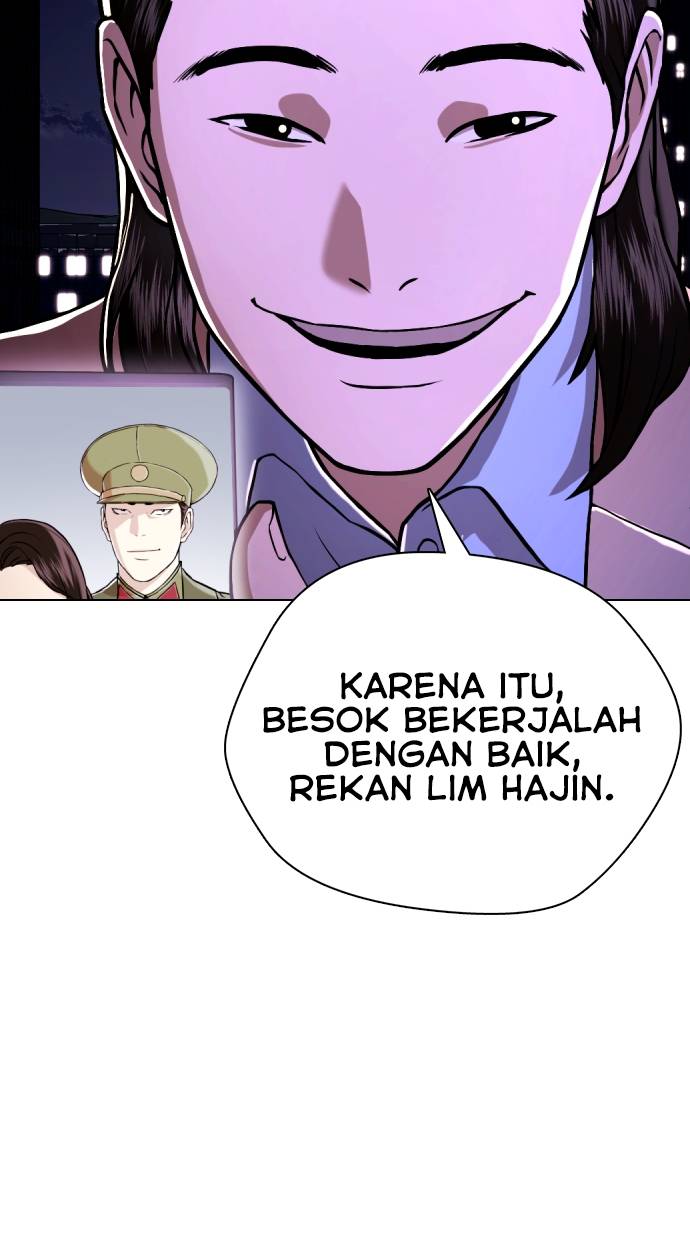 KARENA ITU,
BESOK BEKERJALAH
DENGAN BAIK,
REKAN LIM HAJIN.